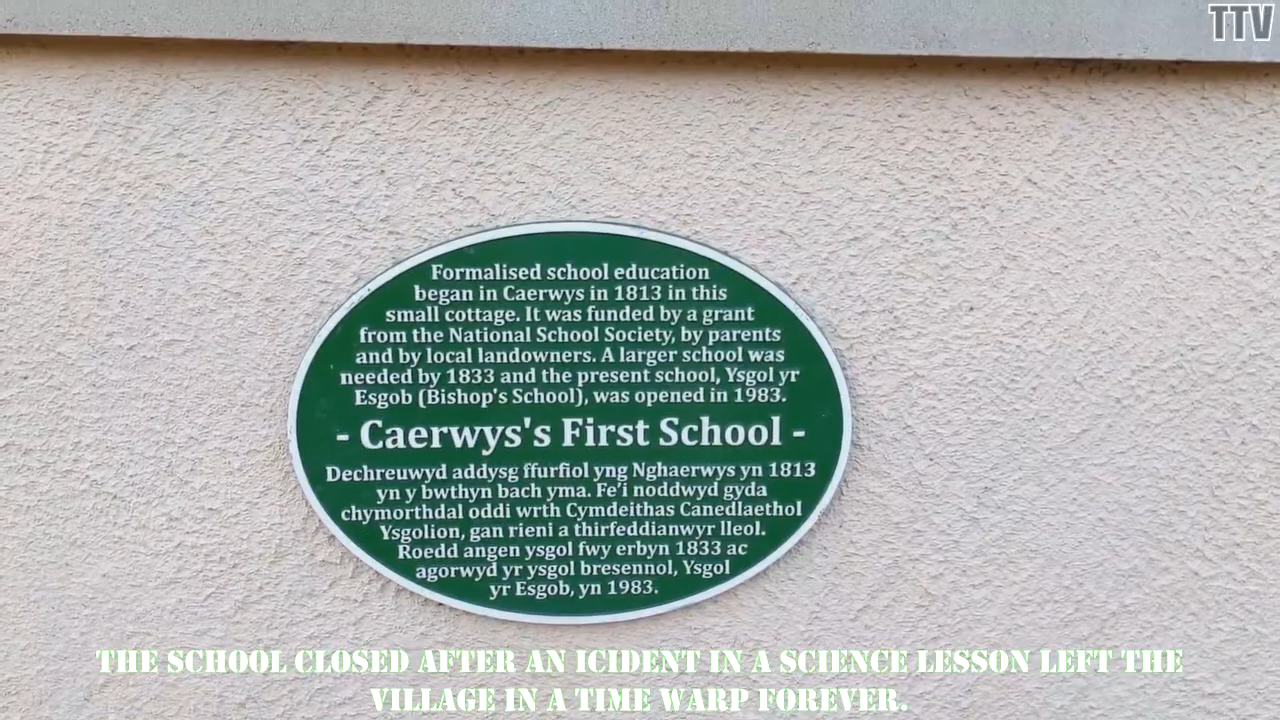 TTV
Formalised school education
began in Caerwys in 1813 in this
small cottage. It was funded by a grant
from the National School Society, by parents
and by local landowners. A larger school was
needed by 1833 and the present school, Ysgol yr
Esgob (Bishop's School), was opened in 1983.
- Caerwys's First School -
Dechreuwyd addysg ffurfiol yng Nghaerwys yn 1813
yn y bwthyn bach yma. Fe'i noddwyd gyda
chymorthdal oddi wrth Cymdeithas Canedlaethol
Ysgolion, gan rieni a thirfeddianwyr lleol.
Roedd angen ysgol fwy erbyn 1833 ac
agorwyd yr ysgol bresennol, Ysgol
yr Esgob, yn 1983.
THE SCHOOL CLOSED AFTER AN ICIDENT IN A SCIENCE LESSON LEFT THE
VILLAGE IN A TIME WARP FOREVER.